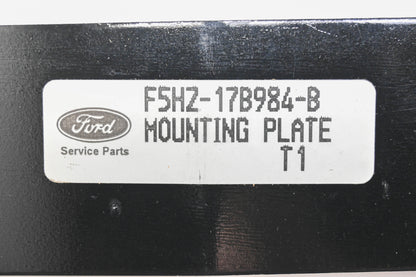 F5HZ-17B984-B
Ford MOUNTING PLATE
Service Parts T1